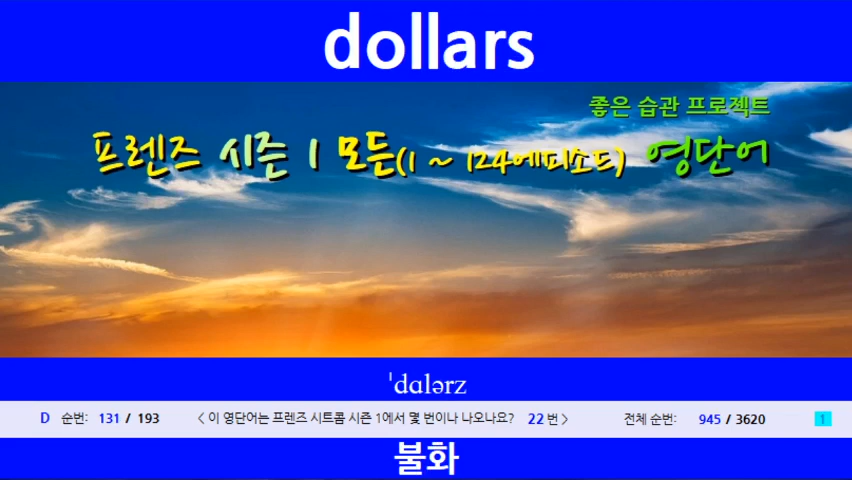 dollars
좋은 습관 프로젝트
프렌즈 시즌 1 모든(1 ~ 124에피소드) 영단어
ˈdɑlərz
D 순번: 131 / 193 < 이 영단어는 프렌즈 시트콤 시즌 1에서 몇 번이나 나오나요? 22 번 > 전체 순번: 945 / 3620 1
불화